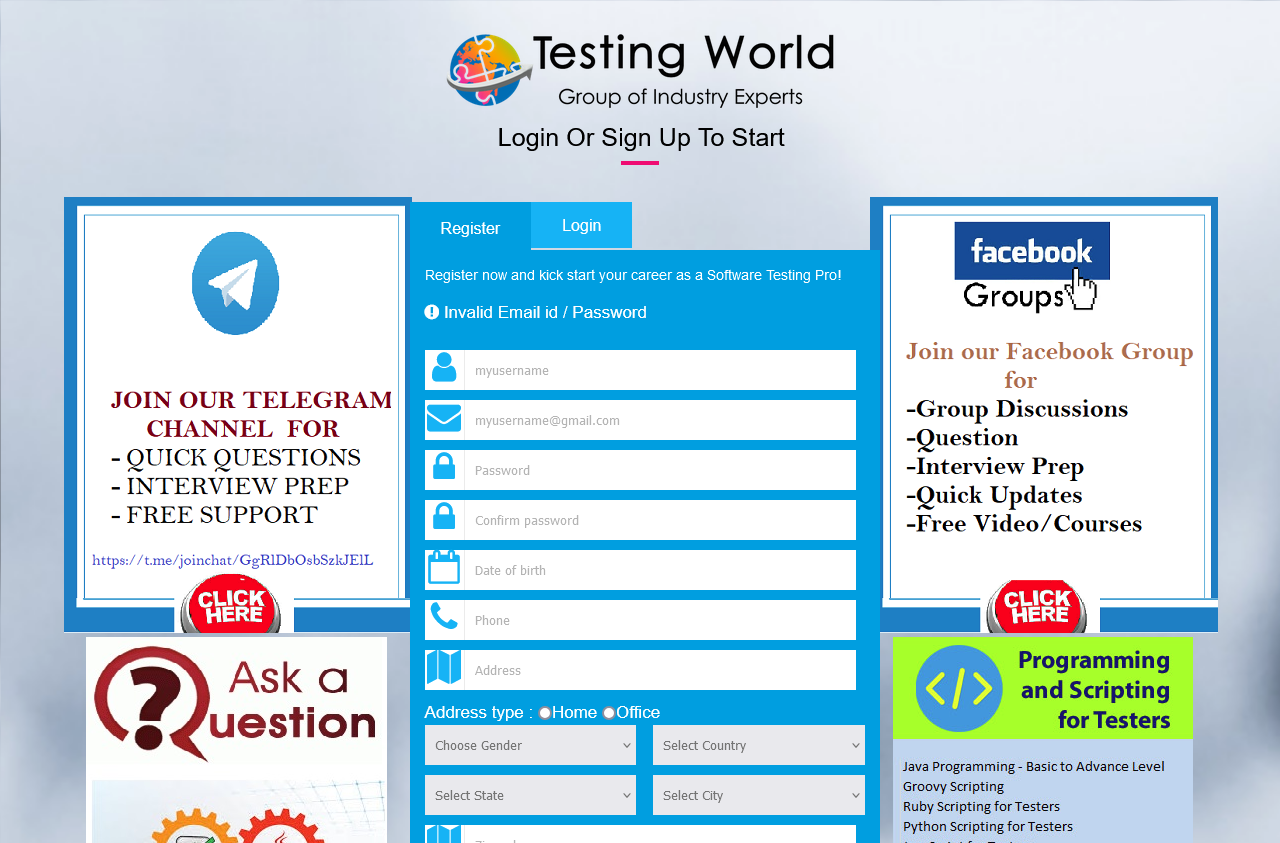 Testing World
Group of Industry Experts
Login Or Sign Up To Start
Register
Login
Register now and kick start your career as a Software Testing Pro!
Invalid Email id / Password
myusername
myusername@gmail.com
Password
Confirm password
Date of birth
Phone
Address
Address type : Home Office
Choose Gender
Select Country
Select State
Select City
JOIN OUR TELEGRAM
CHANNEL FOR
- QUICK QUESTIONS
- INTERVIEW PREP
- FREE SUPPORT
https://t.me/joinchat/GgRlDbOsbSzkJElL
CLICK
HERE
Ask a
Question
facebook
Groups
Join our Facebook Group
for
-Group Discussions
-Question
-Interview Prep
-Quick Updates
-Free Video/Courses
CLICK
HERE
Programming
and Scripting
for Testers
Java Programming - Basic to Advance Level
Groovy Scripting
Ruby Scripting for Testers
Python Scripting for Testers